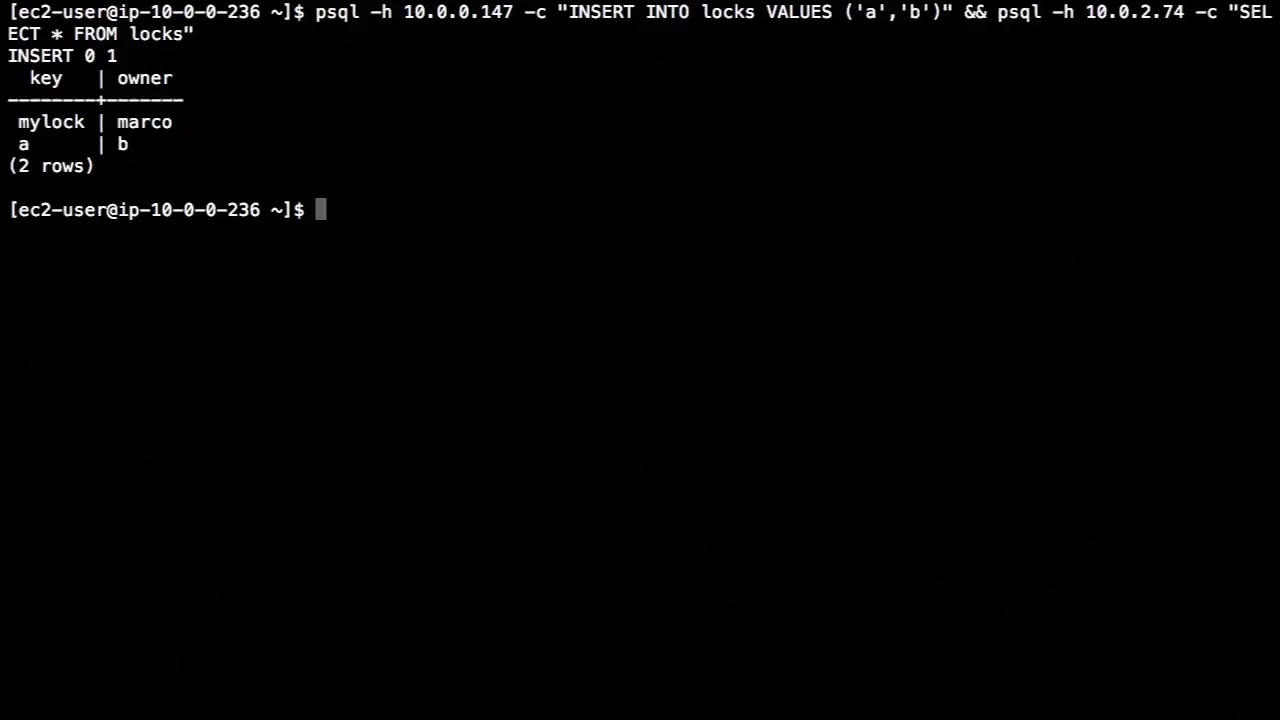 [ec2-user@ip-10-0-0-236 ~]$ psql -h 10.0.0.147 -c "INSERT INTO locks VALUES ('a','b')" && psql -h 10.0.2.74 -c "SEL
ECT * FROM locks"
INSERT 0 1
  key   | owner
--------+-------
 mylock | marco
 a      | b
(2 rows)
[ec2-user@ip-10-0-0-236 ~]$